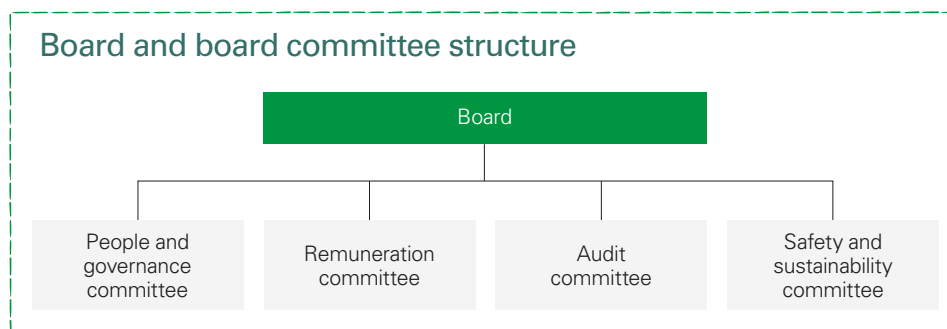 Board and board committee structure
Board
People and
governance
committee
Remuneration
committee
Audit
committee
Safety and
sustainability
committee